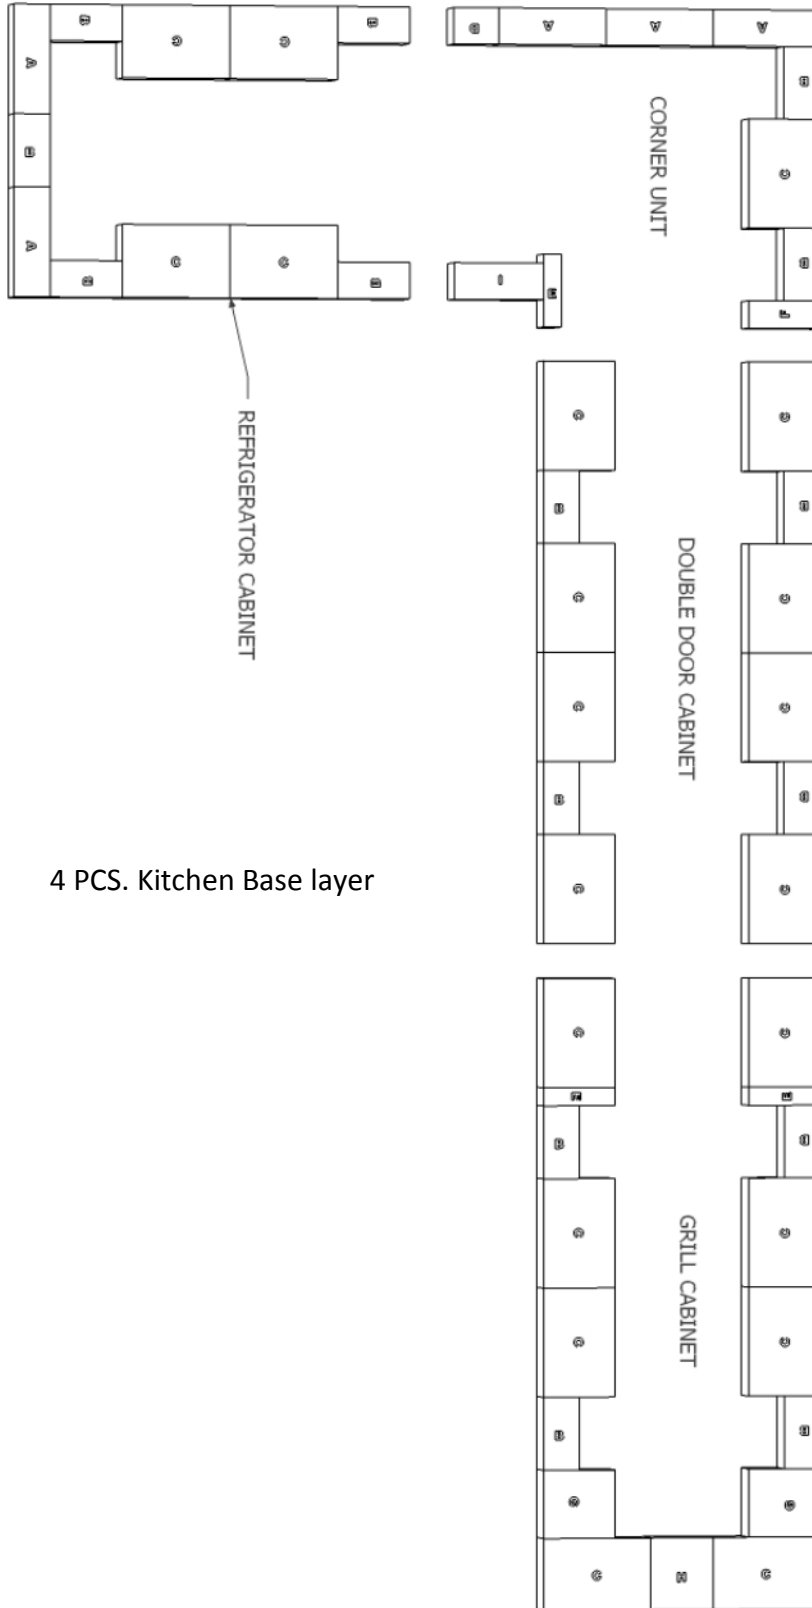 B C C B
A
B
A
B C C B
D A A A
B
C
B
F
I
CORNER UNIT
REFRIGERATOR CABINET
C C
B B
C C
C C
B B
C C
DOUBLE DOOR CABINET
4 PCS. Kitchen Base layer
C C
B B
C C
C C
B B
GRILL CABINET
C H C